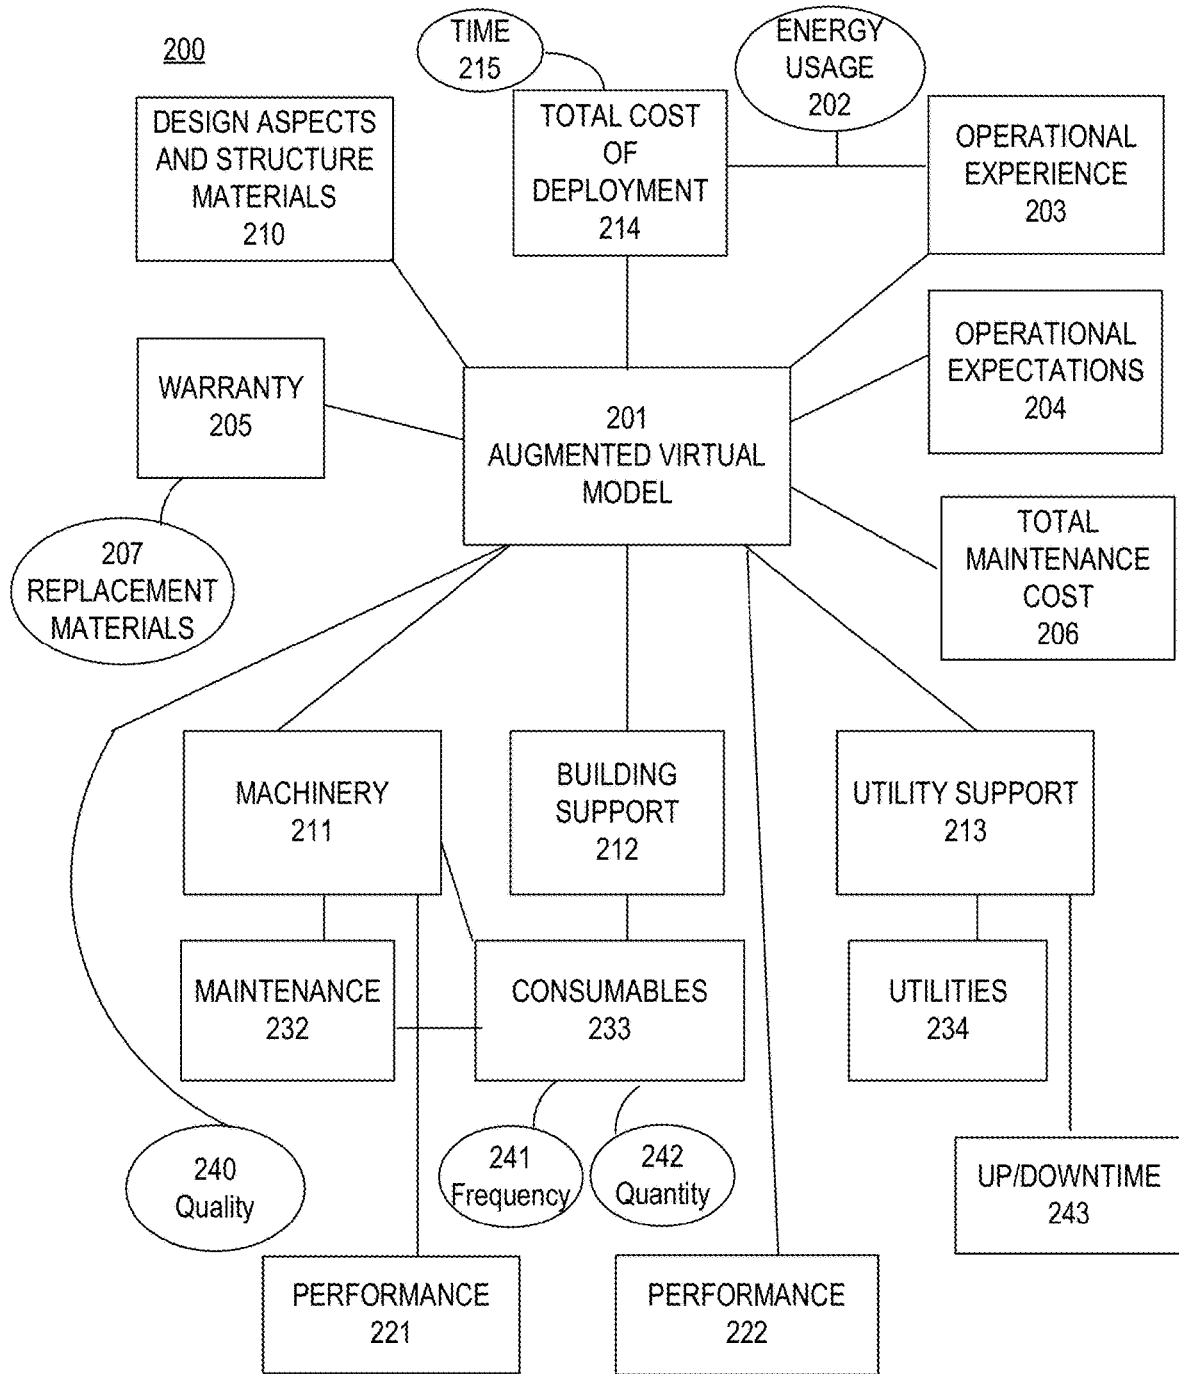 200
TIME
215
ENERGY
USAGE
202
DESIGN ASPECTS
AND STRUCTURE
MATERIALS
210
TOTAL COST
OF
DEPLOYMENT
214
OPERATIONAL
EXPERIENCE
203
WARRANTY
205
201
AUGMENTED VIRTUAL
MODEL
OPERATIONAL
EXPECTATIONS
204
207
REPLACEMENT
MATERIALS
TOTAL
MAINTENANCE
COST
206
MACHINERY
211
BUILDING
SUPPORT
212
UTILITY SUPPORT
213
MAINTENANCE
232
CONSUMABLES
233
UTILITIES
234
240
Quality
241
Frequency
242
Quantity
UP/DOWNTIME
243
PERFORMANCE
221
PERFORMANCE
222